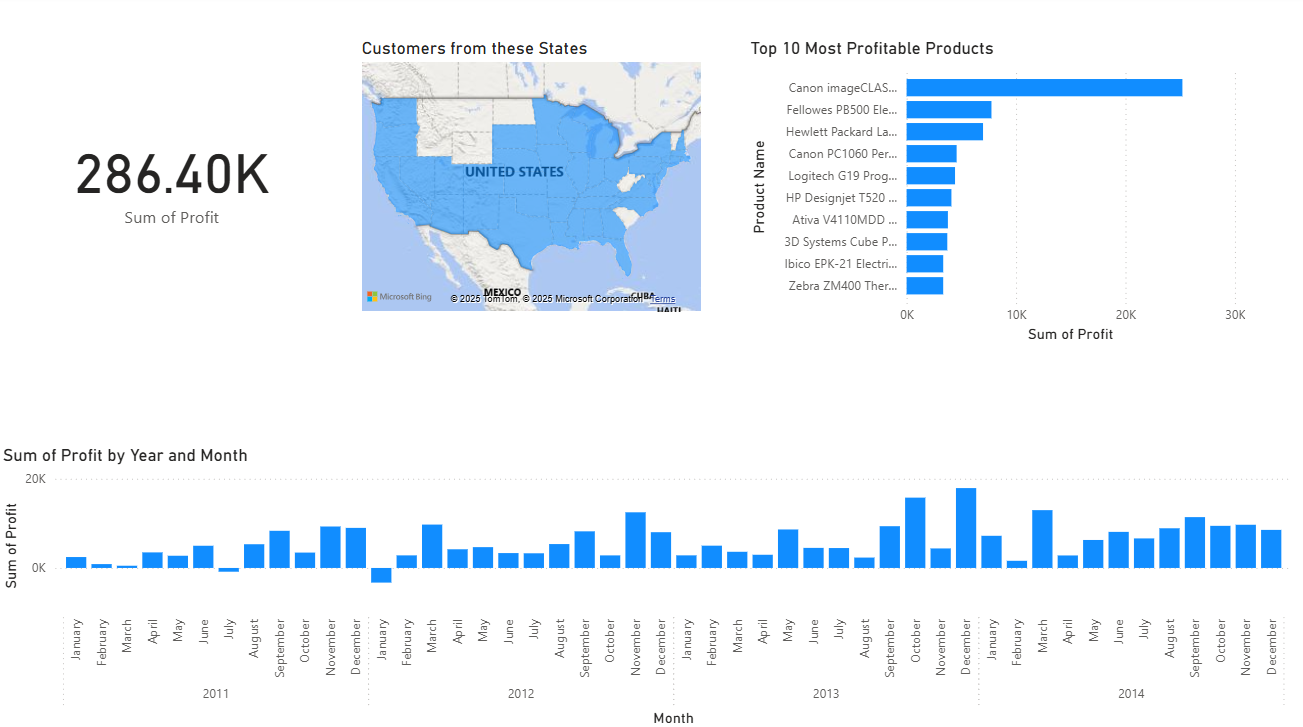 286.40K
Sum of Profit
Customers from these States
UNITED STATES
MEXICO
CUBA
HAITI
Microsoft Bing
© 2025 TomTom, © 2025 Microsoft Corporation Terms
Top 10 Most Profitable Products
Product Name
Canon imageCLAS...
Fellowes PB500 Ele...
Hewlett Packard La...
Canon PC1060 Per...
Logitech G19 Prog...
HP Designjet T520 ...
Ativa V4110MDD ...
3D Systems Cube P...
Ibico EPK-21 Electri...
Zebra ZM400 Ther...
0K 10K 20K 30K
Sum of Profit
Sum of Profit by Year and Month
Sum of Profit
20K
0K
January February March April May June July August September October November December January February March April May June July August September October November December January February March April May June July August September October November December January February March April May June July August September October November December
2011 2012 2013 2014
Month